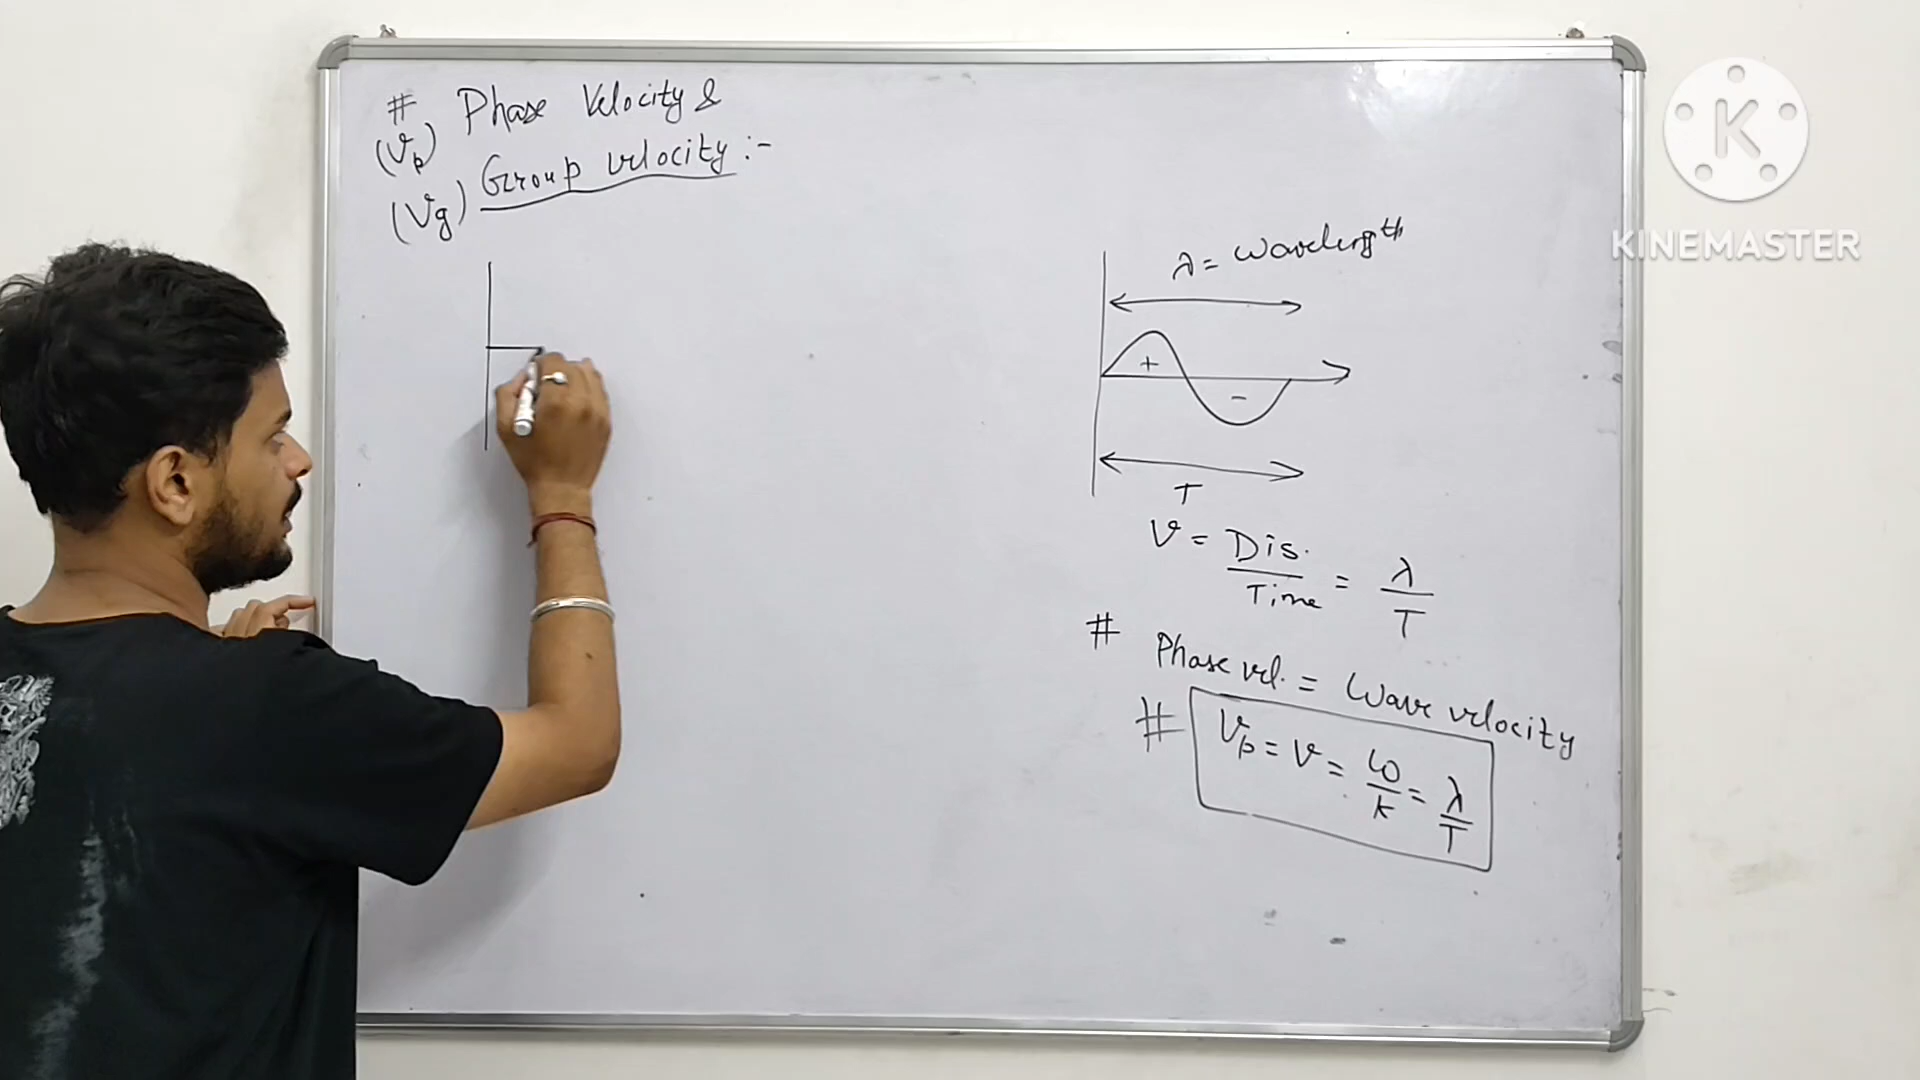 # Phase Velocity &
(Vp)
(Vg) Group velocity :-
λ = wavelength
+
-
T
V = Dis. / Time = λ / T
# Phase vel. = Wave velocity
# Vp = V = ω / k = λ / T
K
KINEMASTER